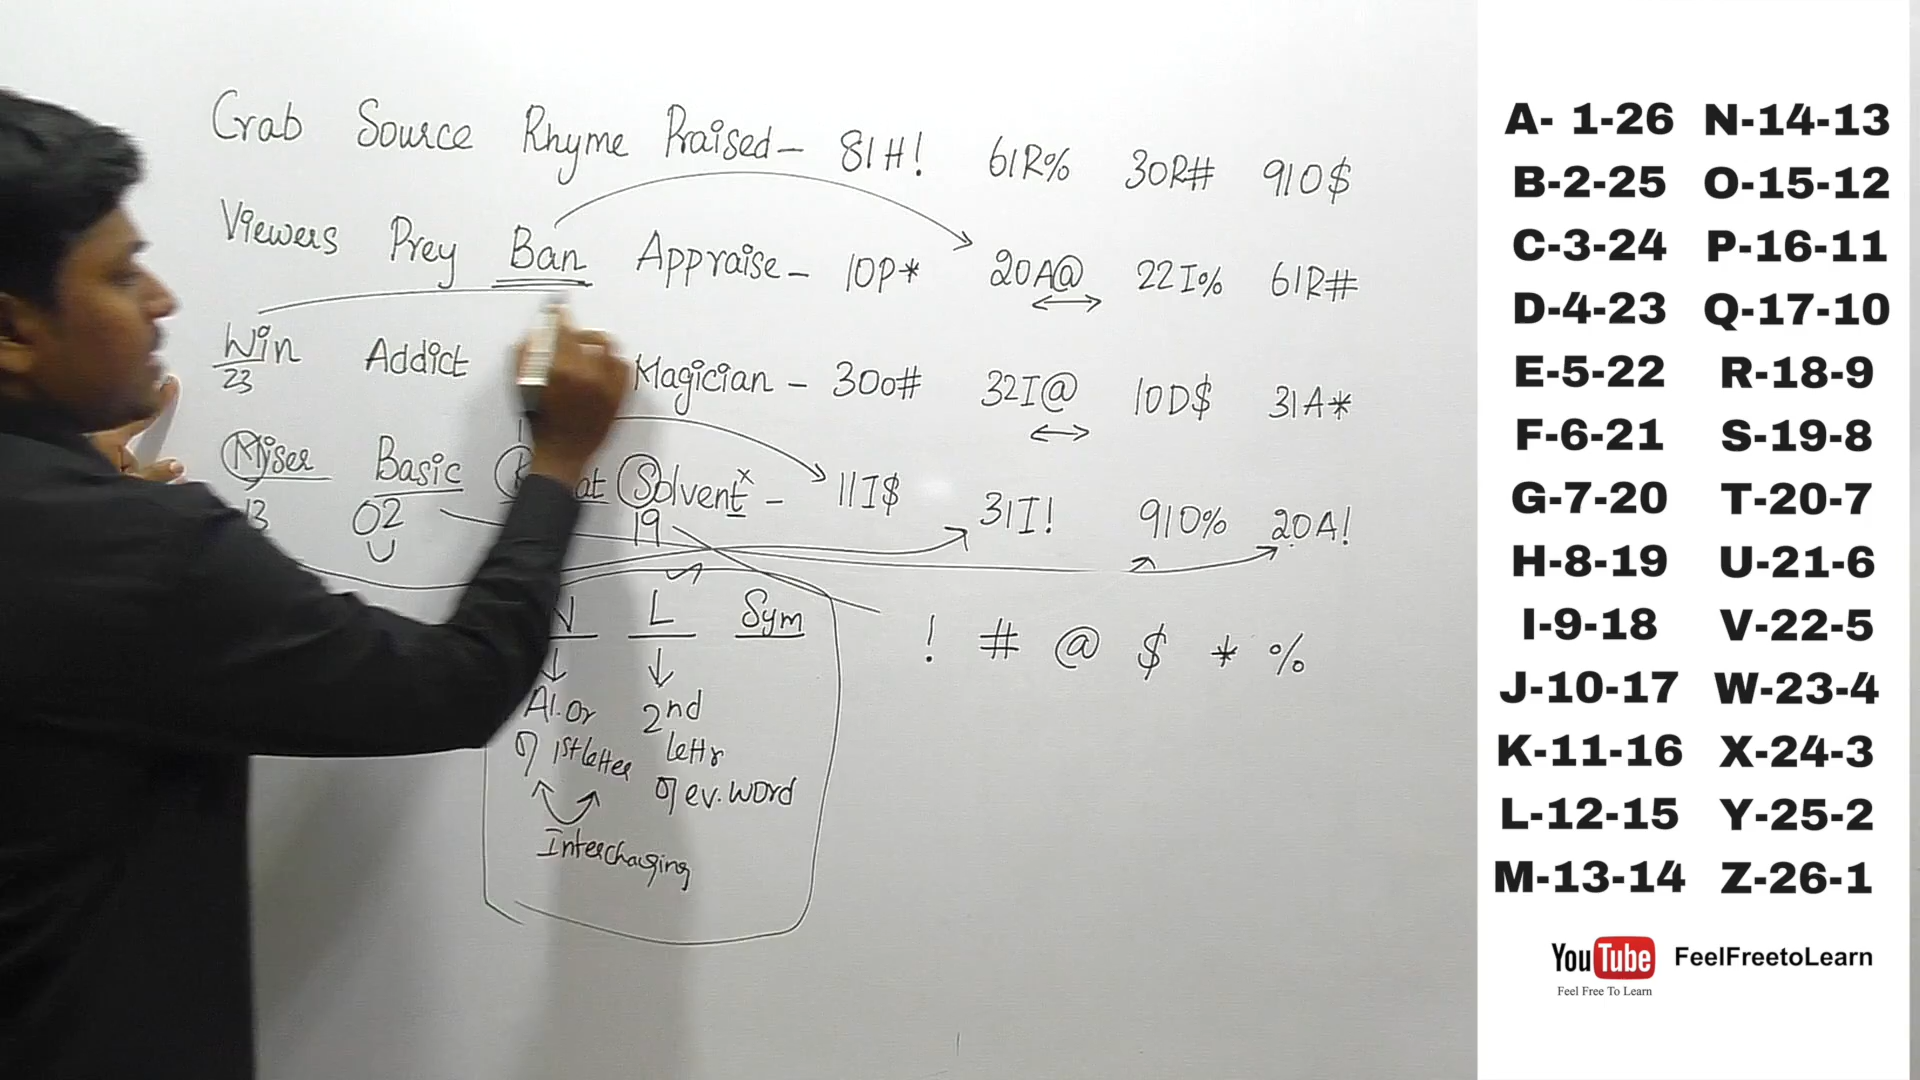 Crab Source Rhyme Praised - 81H! 61R% 30R# 910$
Viewers Prey Ban Appraise - 10P* 20A@ 22I% 61R#
Win Addict Magician - 30o# 32I@ 10D$ 31A*
23
Miser Basic at Solvent x - 11I$ 31I! 910% 20A!
13 02 19
N L Sym ! # @ $ * %
Al. Or 2nd
of 1st letter lettr
of ev. word
Interchanging
A- 1-26 N-14-13
B-2-25 O-15-12
C-3-24 P-16-11
D-4-23 Q-17-10
E-5-22 R-18-9
F-6-21 S-19-8
G-7-20 T-20-7
H-8-19 U-21-6
I-9-18 V-22-5
J-10-17 W-23-4
K-11-16 X-24-3
L-12-15 Y-25-2
M-13-14 Z-26-1
YouTube FeelFreetoLearn
Feel Free To Learn